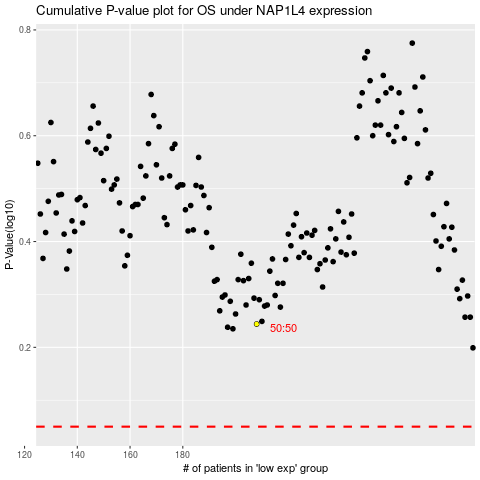 Cumulative P-value plot for OS under NAP1L4 expression
P-Value(log10)
0.8
0.6
0.4
0.2
50:50
120 140 160 180
# of patients in 'low exp' group